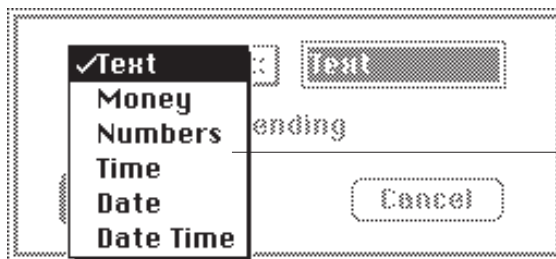 ✓Text
Text
Money
Numbers
ending
Time
Date
Cancel
Date Time